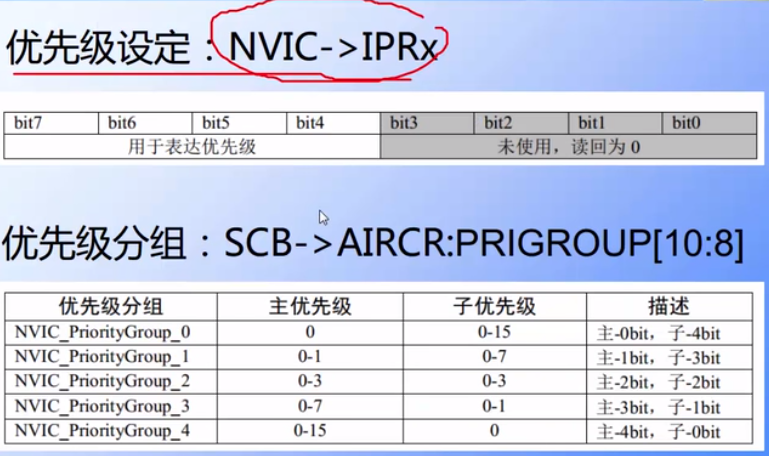 优先级设定：NVIC->IPRx
bit7 bit6 bit5 bit4 bit3 bit2 bit1 bit0
用于表达优先级 未使用，读回为 0
优先级分组：SCB->AIRCR:PRIGROUP[10:8]
优先级分组 主优先级 子优先级 描述
NVIC_PriorityGroup_0 0 0-15 主-0bit，子-4bit
NVIC_PriorityGroup_1 0-1 0-7 主-1bit，子-3bit
NVIC_PriorityGroup_2 0-3 0-3 主-2bit，子-2bit
NVIC_PriorityGroup_3 0-7 0-1 主-3bit，子-1bit
NVIC_PriorityGroup_4 0-15 0 主-4bit，子-0bit